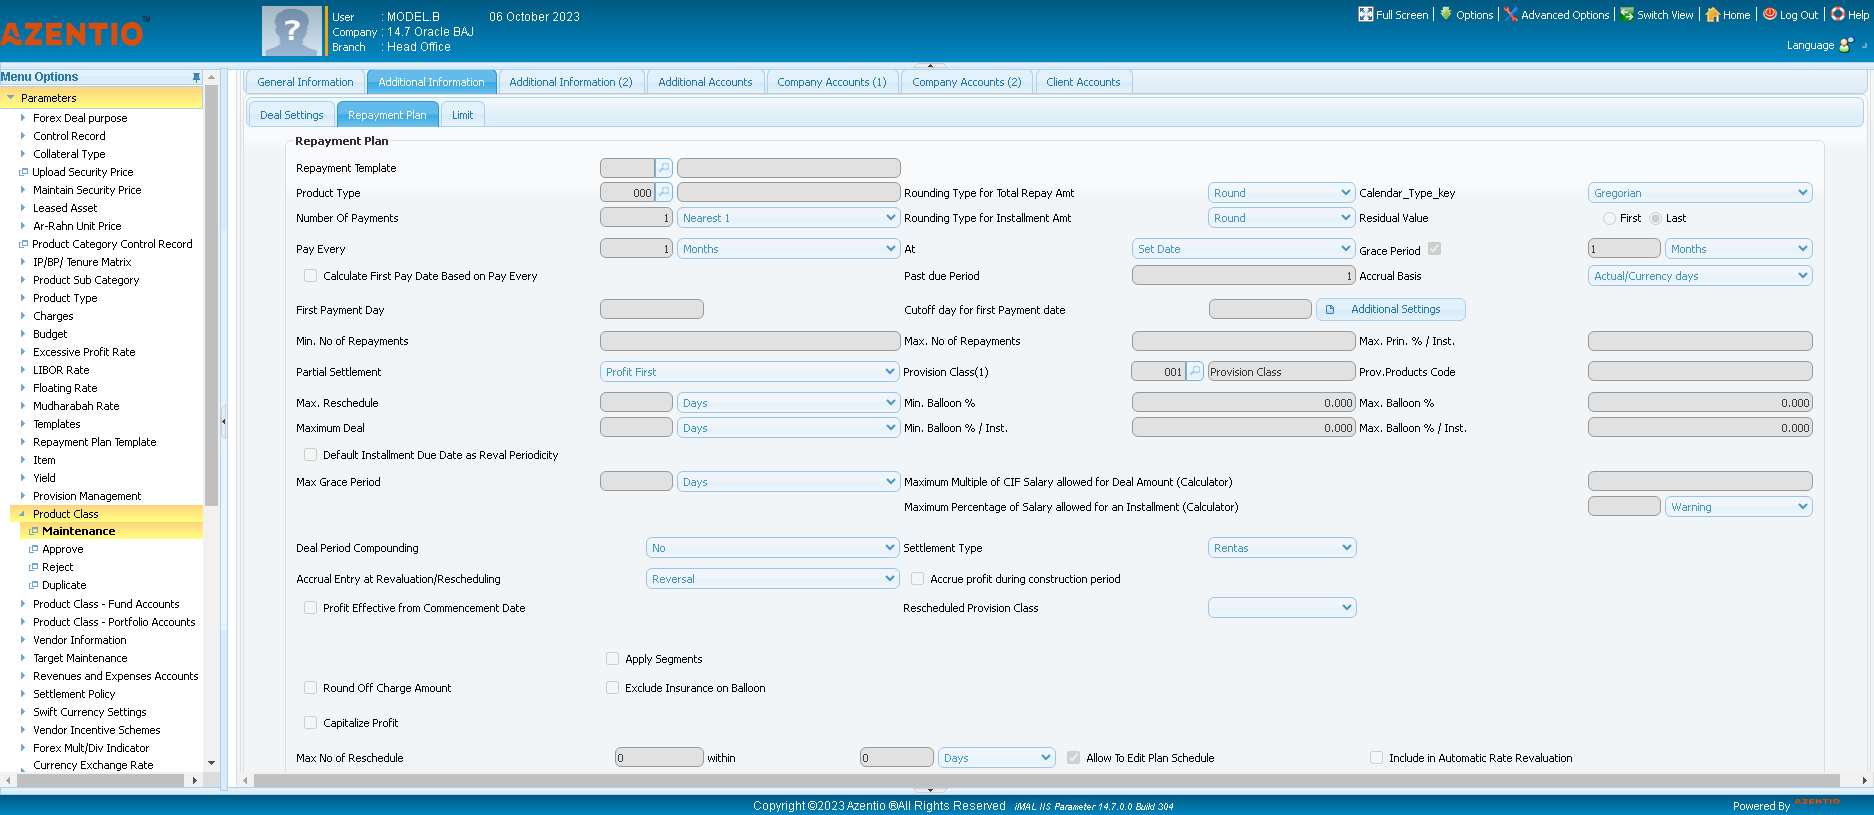 AZENTIO™
User : MODEL.B 06 October 2023
Company : 14.7 Oracle BAJ
Branch : Head Office
Full Screen Options Advanced Options Switch View Home Log Out Help
Language
Menu Options
Parameters
Forex Deal purpose
Control Record
Collateral Type
Upload Security Price
Maintain Security Price
Leased Asset
Ar-Rahn Unit Price
Product Category Control Record
IP/BP/ Tenure Matrix
Product Sub Category
Product Type
Charges
Budget
Excessive Profit Rate
LIBOR Rate
Floating Rate
Mudharabah Rate
Templates
Repayment Plan Template
Item
Yield
Provision Management
Product Class
Maintenance
Approve
Reject
Duplicate
Product Class - Fund Accounts
Product Class - Portfolio Accounts
Vendor Information
Target Maintenance
Revenues and Expenses Accounts
Settlement Policy
Swift Currency Settings
Vendor Incentive Schemes
Forex Mult/Div Indicator
Currency Exchange Rate
General Information Additional Information Additional Information (2) Additional Accounts Company Accounts (1) Company Accounts (2) Client Accounts
Deal Settings Repayment Plan Limit
Repayment Plan
Repayment Template
Product Type 000 Rounding Type for Total Repay Amt Round Calendar_Type_key Gregorian
Number Of Payments 1 Nearest 1 Rounding Type for Installment Amt Round Residual Value First Last
Pay Every 1 Months At Set Date Grace Period 1 Months
Calculate First Pay Date Based on Pay Every Past due Period 1 Accrual Basis Actual/Currency days
First Payment Day Cutoff day for first Payment date Additional Settings
Min. No of Repayments Max. No of Repayments Max. Prin. % / Inst.
Partial Settlement Profit First Provision Class(1) 001 Provision Class Prov.Products Code
Max. Reschedule Days Min. Balloon % 0.000 Max. Balloon % 0.000
Maximum Deal Days Min. Balloon % / Inst. 0.000 Max. Balloon % / Inst. 0.000
Default Installment Due Date as Reval Periodicity
Max Grace Period Days Maximum Multiple of CIF Salary allowed for Deal Amount (Calculator)
Maximum Percentage of Salary allowed for an Installment (Calculator) Warning
Deal Period Compounding No Settlement Type Rentas
Accrual Entry at Revaluation/Rescheduling Reversal Accrue profit during construction period
Profit Effective from Commencement Date Rescheduled Provision Class
Apply Segments
Round Off Charge Amount Exclude Insurance on Balloon
Capitalize Profit
Max No of Reschedule 0 within 0 Days Allow To Edit Plan Schedule Include in Automatic Rate Revaluation
Copyright ©2023 Azentio ®All Rights Reserved iMAL IIS Parameter 14.7.0.0 Build 304
Powered By AZENTIO